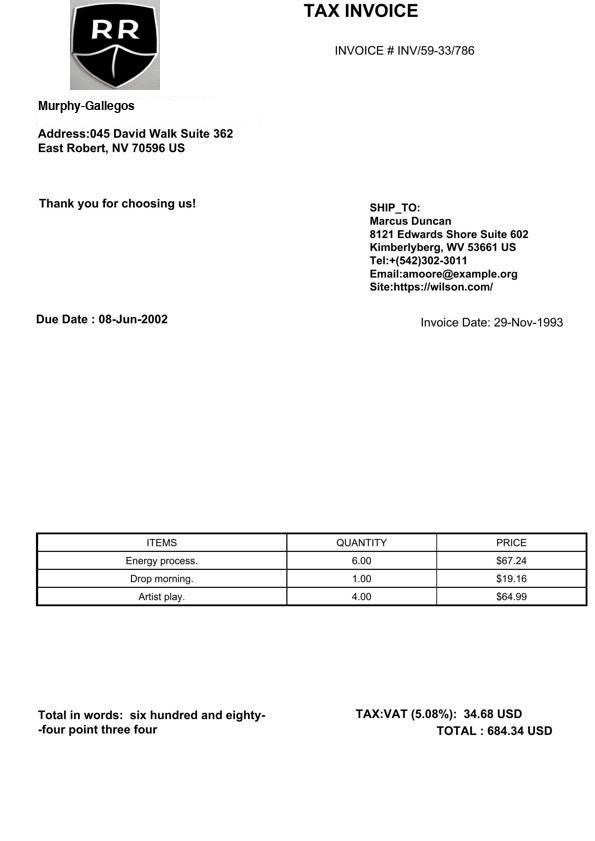 RR
TAX INVOICE
INVOICE # INV/59-33/786
Murphy-Gallegos
Address:045 David Walk Suite 362
East Robert, NV 70596 US
Thank you for choosing us!
SHIP_TO:
Marcus Duncan
8121 Edwards Shore Suite 602
Kimberlyberg, WV 53661 US
Tel:+(542)302-3011
Email:amoore@example.org
Site:https://wilson.com/
Due Date : 08-Jun-2002
Invoice Date: 29-Nov-1993
ITEMS QUANTITY PRICE
Energy process. 6.00 $67.24
Drop morning. 1.00 $19.16
Artist play. 4.00 $64.99
Total in words: six hundred and eighty-
-four point three four
TAX:VAT (5.08%): 34.68 USD
TOTAL : 684.34 USD